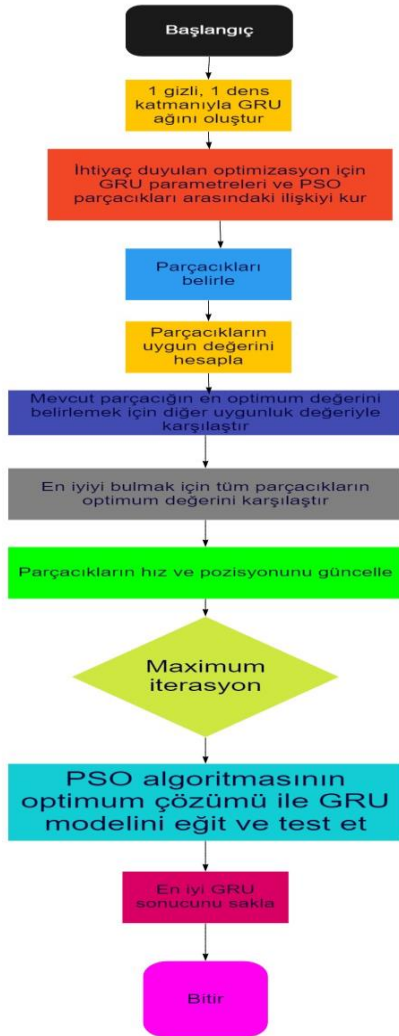 Başlangıç
1 gizli, 1 dens
katmanıyla GRU
ağını oluştur
İhtiyaç duyulan optimizasyon için
GRU parametreleri ve PSO
parçacıkları arasındaki ilişkiyi kur
Parçacıkları
belirle
Parçacıkların
uygun değerini
hesapla
Mevcut parçacığın en optimum değerini
belirlemek için diğer uygunluk değeriyle
karşılaştır
En iyiyi bulmak için tüm parçacıkların
optimum değerini karşılaştır
Parçacıkların hız ve pozisyonunu güncelle
Maximum
iterasyon
PSO algoritmasının
optimum çözümü ile GRU
modelini eğit ve test et
En iyi GRU
sonucunu sakla
Bitir